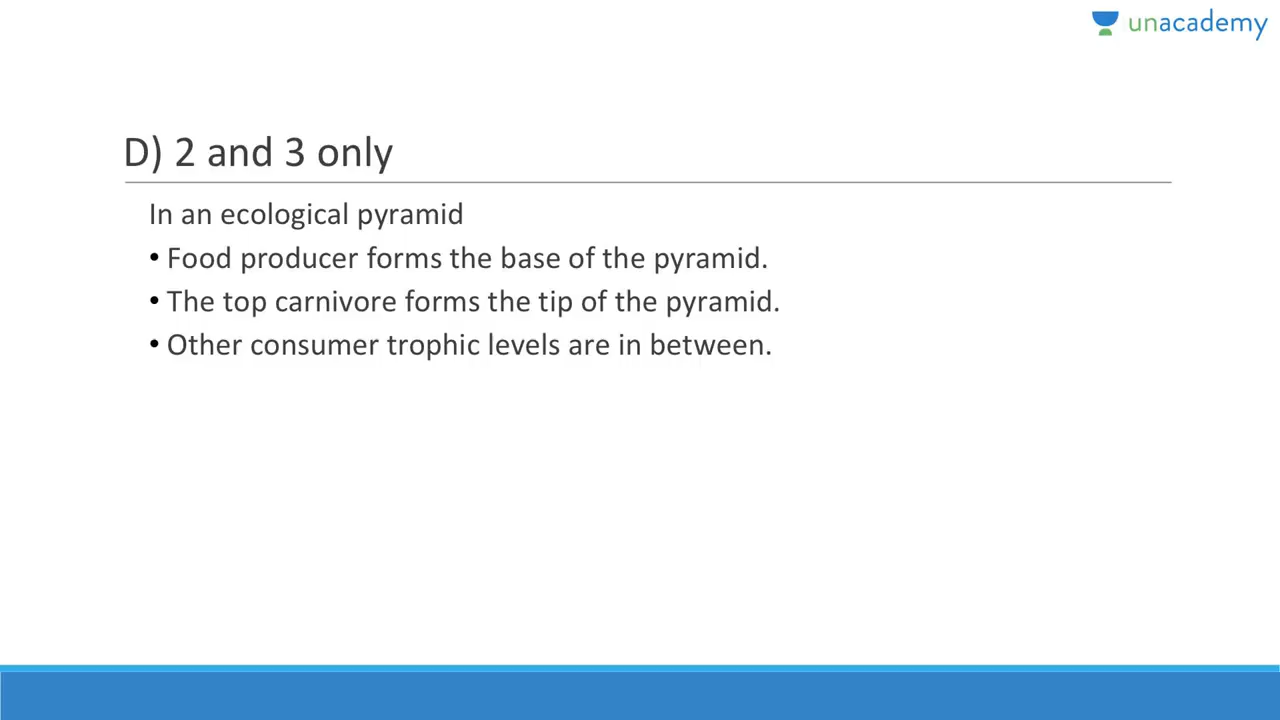 unacademy
D) 2 and 3 only
In an ecological pyramid
• Food producer forms the base of the pyramid.
• The top carnivore forms the tip of the pyramid.
• Other consumer trophic levels are in between.